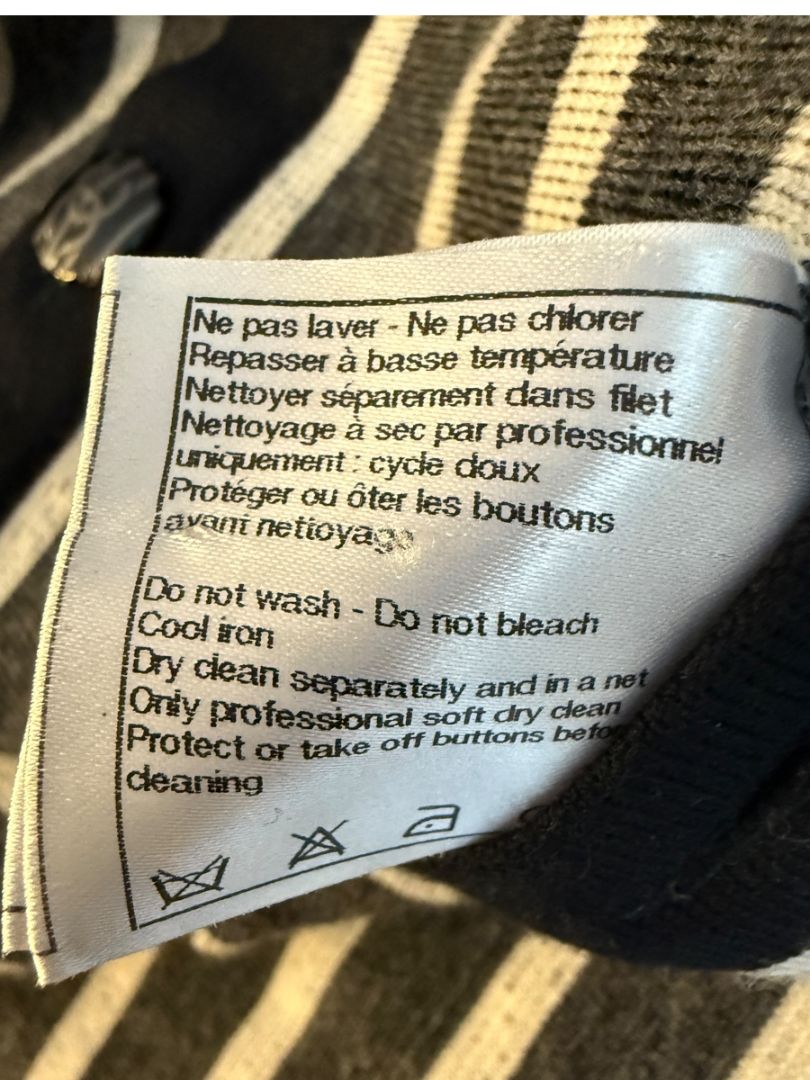 Ne pas laver - Ne pas chlorer
Repasser à basse température
Nettoyer séparement dans filet
Nettoyage à sec par professionnel
uniquement : cycle doux
Protéger ou ôter les boutons
avant nettoyage
Do not wash - Do not bleach
Cool iron
Dry clean separately and in a net
Only professional soft dry clean
Protect or take off buttons befo
cleaning